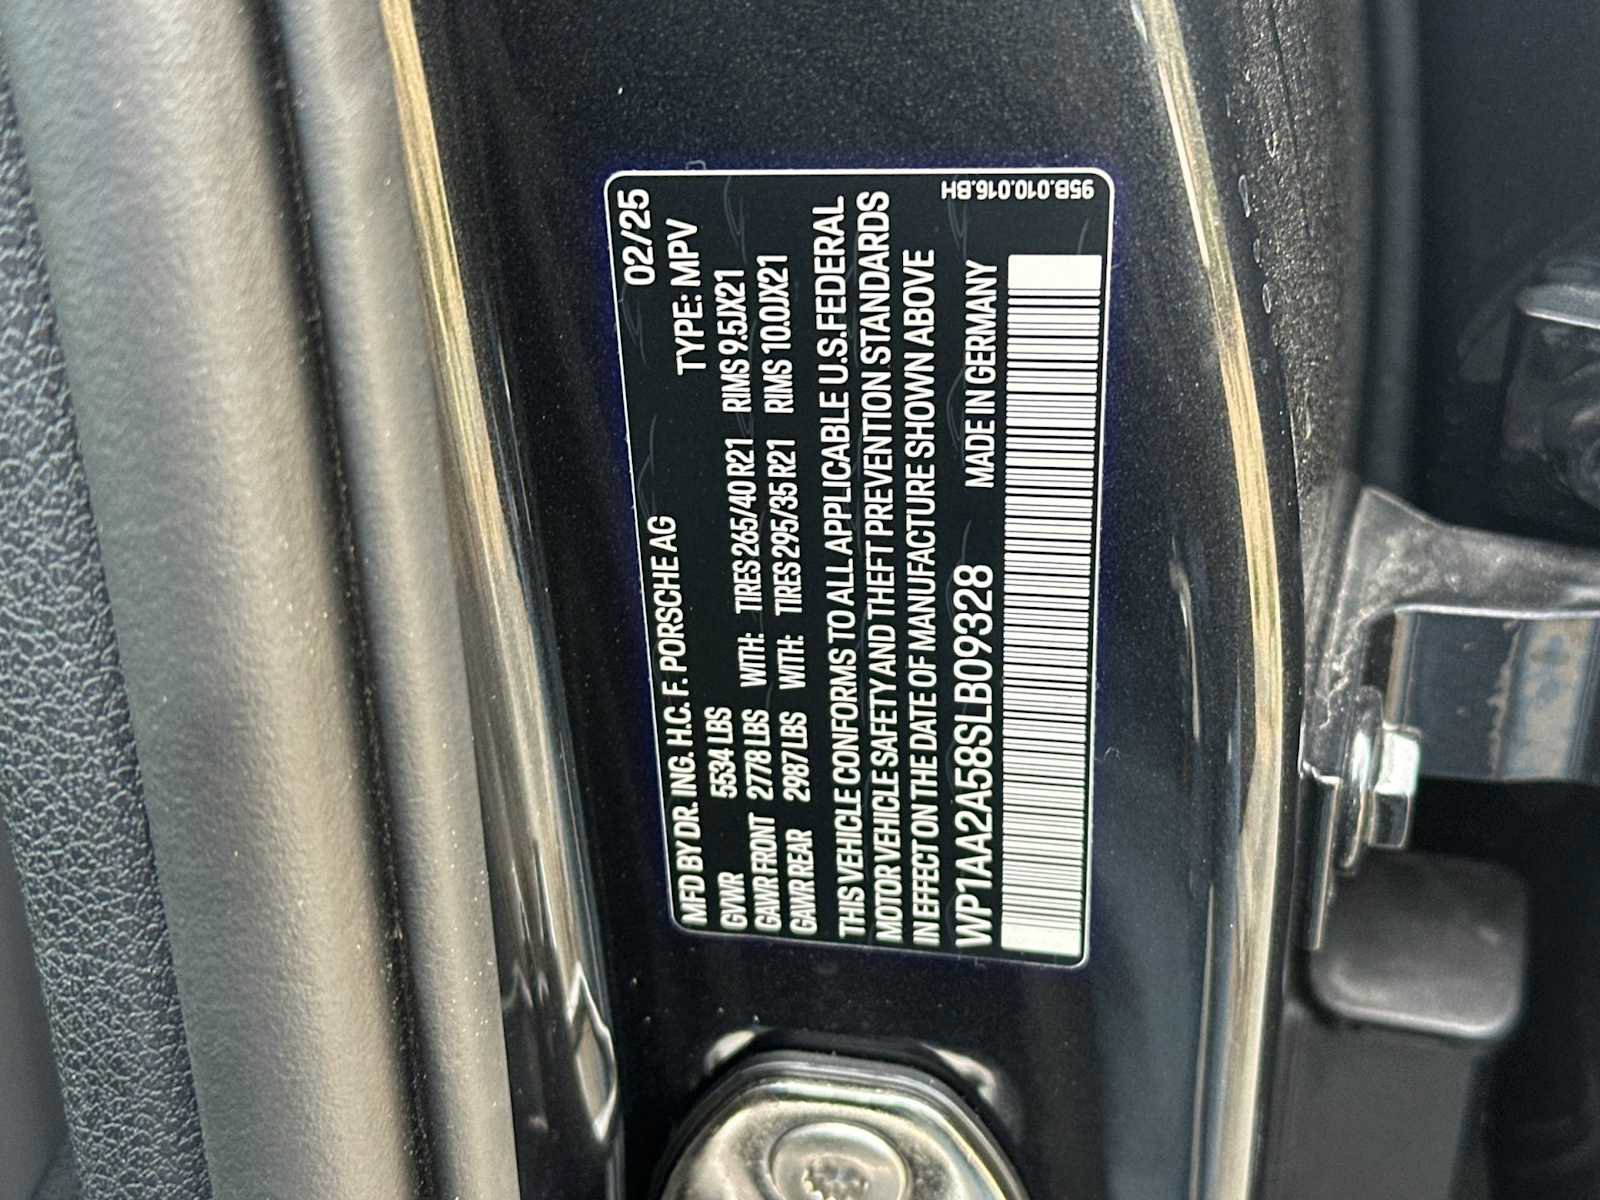 02/25
MFD BY DR. ING. H.C. F. PORSCHE AG TYPE: MPV
GVWR 5534 LBS
GAWR FRONT 2778 LBS WITH: TIRES 265/40 R21 RIMS 9.5JX21
GAWR REAR 2987 LBS WITH: TIRES 295/35 R21 RIMS 10.0JX21
THIS VEHICLE CONFORMS TO ALL APPLICABLE U.S.FEDERAL
MOTOR VEHICLE SAFETY AND THEFT PREVENTION STANDARDS
IN EFFECT ON THE DATE OF MANUFACTURE SHOWN ABOVE
WP1AA2A58SLB09328 MADE IN GERMANY
95B.010.016.BH